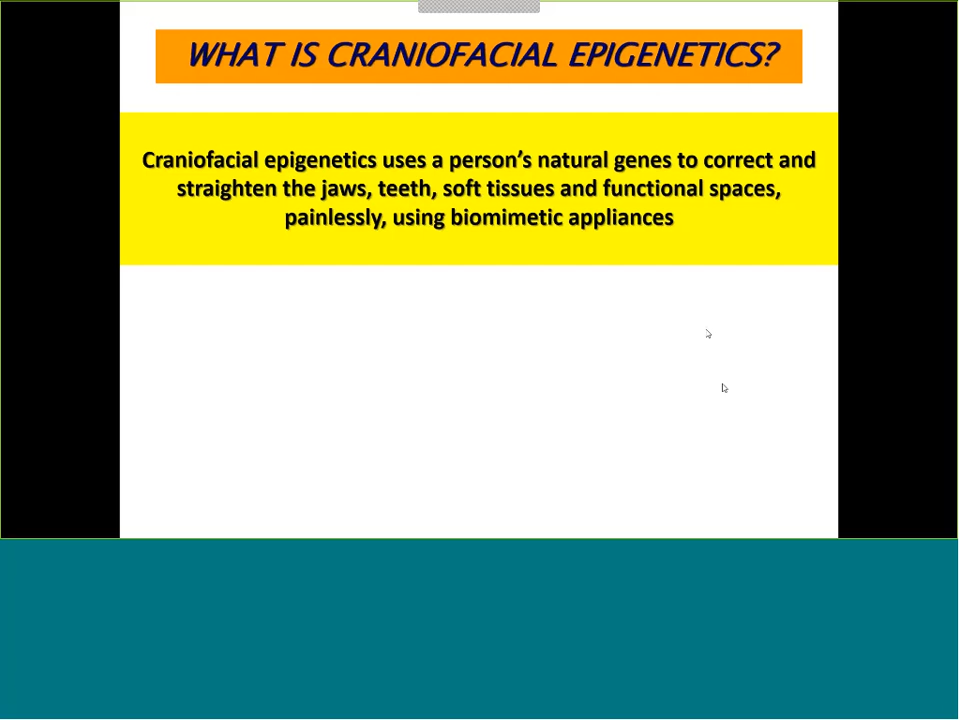 WHAT IS CRANIOFACIAL EPIGENETICS?
Craniofacial epigenetics uses a person’s natural genes to correct and
straighten the jaws, teeth, soft tissues and functional spaces,
painlessly, using biomimetic appliances